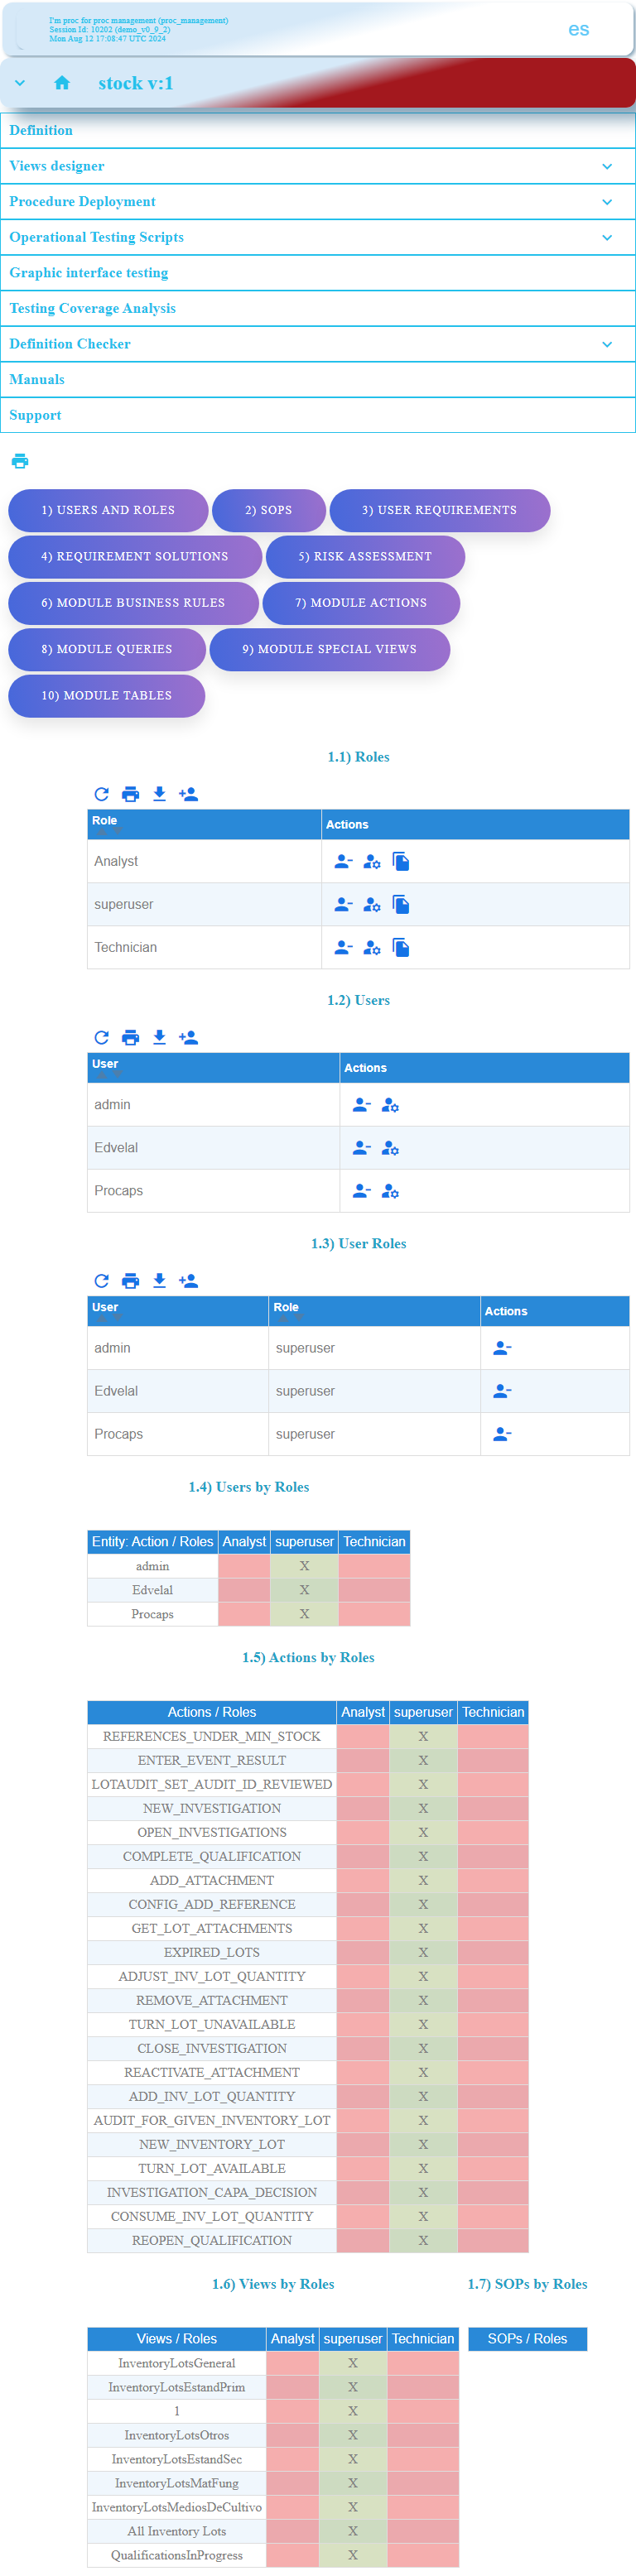 I'm proc for proc management (proc_management)
Session Id: 10202 (demo_v0_9_2)
Mon Aug 12 17:08:47 UTC 2024
es
stock v:1
Definition
Views designer
Procedure Deployment
Operational Testing Scripts
Graphic interface testing
Testing Coverage Analysis
Definition Checker
Manuals
Support
1) USERS AND ROLES 2) SOPS 3) USER REQUIREMENTS
4) REQUIREMENT SOLUTIONS 5) RISK ASSESSMENT
6) MODULE BUSINESS RULES 7) MODULE ACTIONS
8) MODULE QUERIES 9) MODULE SPECIAL VIEWS
10) MODULE TABLES
1.1) Roles
Role Actions
Analyst
superuser
Technician
1.2) Users
User Actions
admin
Edvelal
Procaps
1.3) User Roles
User Role Actions
admin superuser
Edvelal superuser
Procaps superuser
1.4) Users by Roles
Entity: Action / Roles Analyst superuser Technician
admin X
Edvelal X
Procaps X
1.5) Actions by Roles
Actions / Roles Analyst superuser Technician
REFERENCES_UNDER_MIN_STOCK X
ENTER_EVENT_RESULT X
LOTAUDIT_SET_AUDIT_ID_REVIEWED X
NEW_INVESTIGATION X
OPEN_INVESTIGATIONS X
COMPLETE_QUALIFICATION X
ADD_ATTACHMENT X
CONFIG_ADD_REFERENCE X
GET_LOT_ATTACHMENTS X
EXPIRED_LOTS X
ADJUST_INV_LOT_QUANTITY X
REMOVE_ATTACHMENT X
TURN_LOT_UNAVAILABLE X
CLOSE_INVESTIGATION X
REACTIVATE_ATTACHMENT X
ADD_INV_LOT_QUANTITY X
AUDIT_FOR_GIVEN_INVENTORY_LOT X
NEW_INVENTORY_LOT X
TURN_LOT_AVAILABLE X
INVESTIGATION_CAPA_DECISION X
CONSUME_INV_LOT_QUANTITY X
REOPEN_QUALIFICATION X
1.6) Views by Roles 1.7) SOPs by Roles
Views / Roles Analyst superuser Technician SOPs / Roles
InventoryLotsGeneral X
InventoryLotsEstandPrim X
1 X
InventoryLotsOtros X
InventoryLotsEstandSec X
InventoryLotsMatFung X
InventoryLotsMediosDeCultivo X
All Inventory Lots X
QualificationsInProgress X